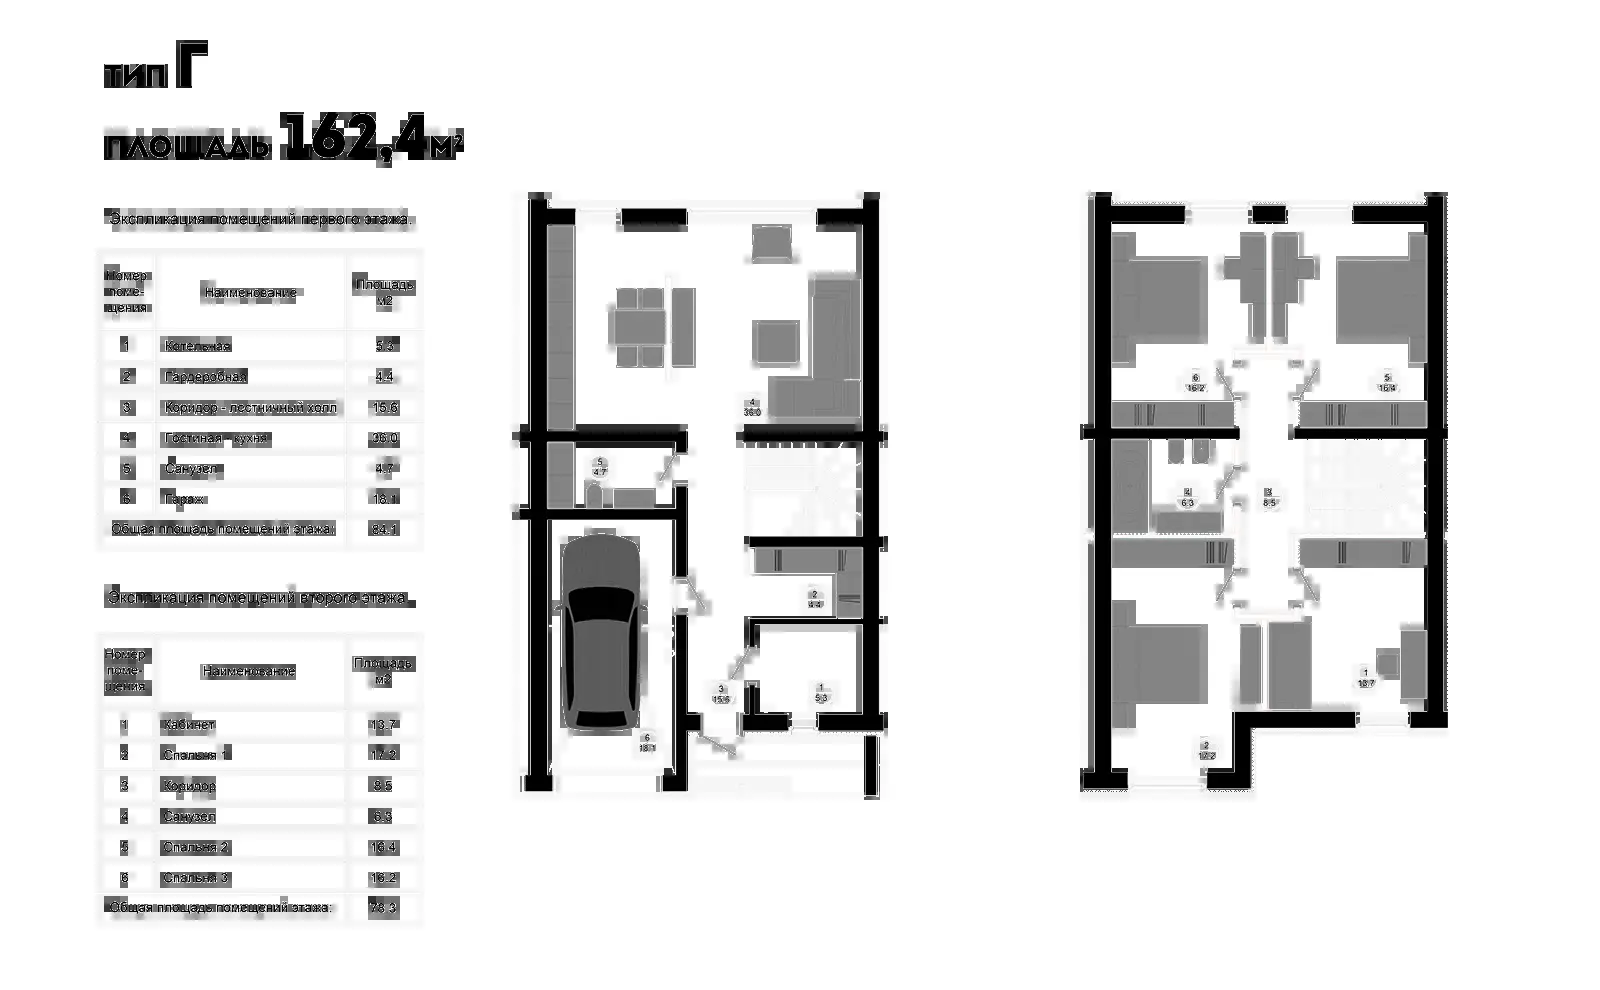 тип Г
площадь 162,4 м²
Экспликация помещений первого этажа.
Номер поме-щения Наименование Площадь м2
1 Котельная 5.3
2 Гардеробная 4.4
3 Коридор - лестничный холл 15.6
4 Гостиная - кухня 36.0
5 Санузел 4.7
6 Гараж 18.1
Общая площадь помещений этажа: 84.1
Экспликация помещений второго этажа.
Номер поме-щения Наименование Площадь м2
1 Кабинет 13.7
2 Спальня 1 17.2
3 Коридор 8.5
4 Санузел 6.3
5 Спальня 2 16.4
6 Спальня 3 16.2
Общая площадь помещений этажа: 78.3
4
36.0
5
4.7
2
4.4
3
15.6
1
5.3
6
18.1
6
16.2
5
16.4
4
6.3
3
8.5
1
13.7
2
17.2